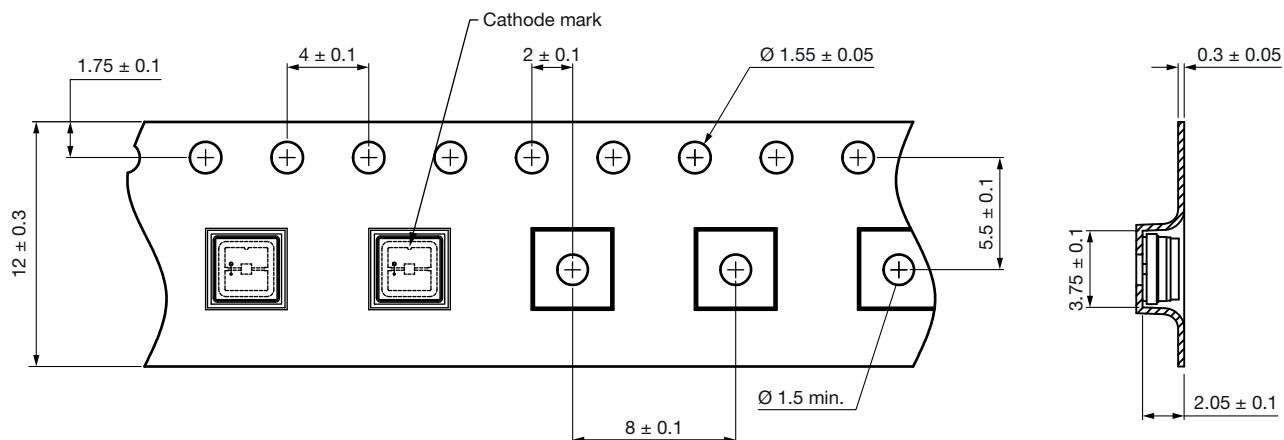 Cathode mark
1.75 ± 0.1
4 ± 0.1
2 ± 0.1
Ø 1.55 ± 0.05
0.3 ± 0.05
12 ± 0.3
5.5 ± 0.1
3.75 ± 0.1
Ø 1.5 min.
8 ± 0.1
2.05 ± 0.1